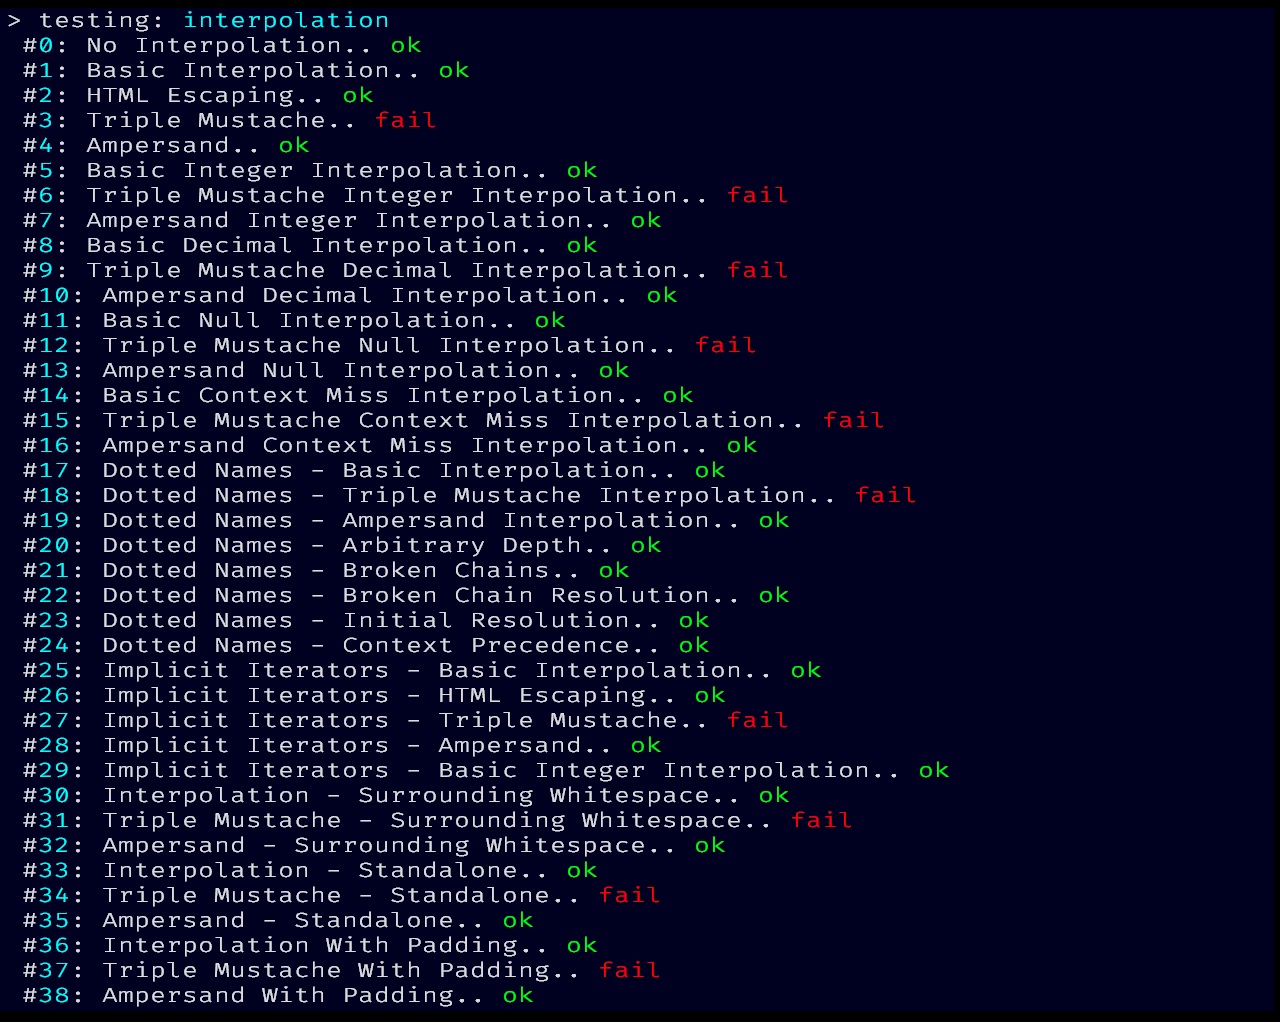 > testing: interpolation
#0: No Interpolation.. ok
#1: Basic Interpolation.. ok
#2: HTML Escaping.. ok
#3: Triple Mustache.. fail
#4: Ampersand.. ok
#5: Basic Integer Interpolation.. ok
#6: Triple Mustache Integer Interpolation.. fail
#7: Ampersand Integer Interpolation.. ok
#8: Basic Decimal Interpolation.. ok
#9: Triple Mustache Decimal Interpolation.. fail
#10: Ampersand Decimal Interpolation.. ok
#11: Basic Null Interpolation.. ok
#12: Triple Mustache Null Interpolation.. fail
#13: Ampersand Null Interpolation.. ok
#14: Basic Context Miss Interpolation.. ok
#15: Triple Mustache Context Miss Interpolation.. fail
#16: Ampersand Context Miss Interpolation.. ok
#17: Dotted Names - Basic Interpolation.. ok
#18: Dotted Names - Triple Mustache Interpolation.. fail
#19: Dotted Names - Ampersand Interpolation.. ok
#20: Dotted Names - Arbitrary Depth.. ok
#21: Dotted Names - Broken Chains.. ok
#22: Dotted Names - Broken Chain Resolution.. ok
#23: Dotted Names - Initial Resolution.. ok
#24: Dotted Names - Context Precedence.. ok
#25: Implicit Iterators - Basic Interpolation.. ok
#26: Implicit Iterators - HTML Escaping.. ok
#27: Implicit Iterators - Triple Mustache.. fail
#28: Implicit Iterators - Ampersand.. ok
#29: Implicit Iterators - Basic Integer Interpolation.. ok
#30: Interpolation - Surrounding Whitespace.. ok
#31: Triple Mustache - Surrounding Whitespace.. fail
#32: Ampersand - Surrounding Whitespace.. ok
#33: Interpolation - Standalone.. ok
#34: Triple Mustache - Standalone.. fail
#35: Ampersand - Standalone.. ok
#36: Interpolation With Padding.. ok
#37: Triple Mustache With Padding.. fail
#38: Ampersand With Padding.. ok